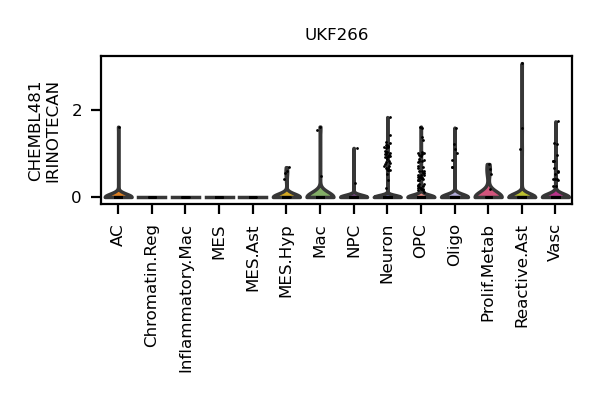 UKF266
CHEMBL481
IRINOTECAN
2
0
AC
Chromatin.Reg
Inflammatory.Mac
MES
MES.Ast
MES.Hyp
Mac
NPC
Neuron
OPC
Oligo
Prolif.Metab
Reactive.Ast
Vasc